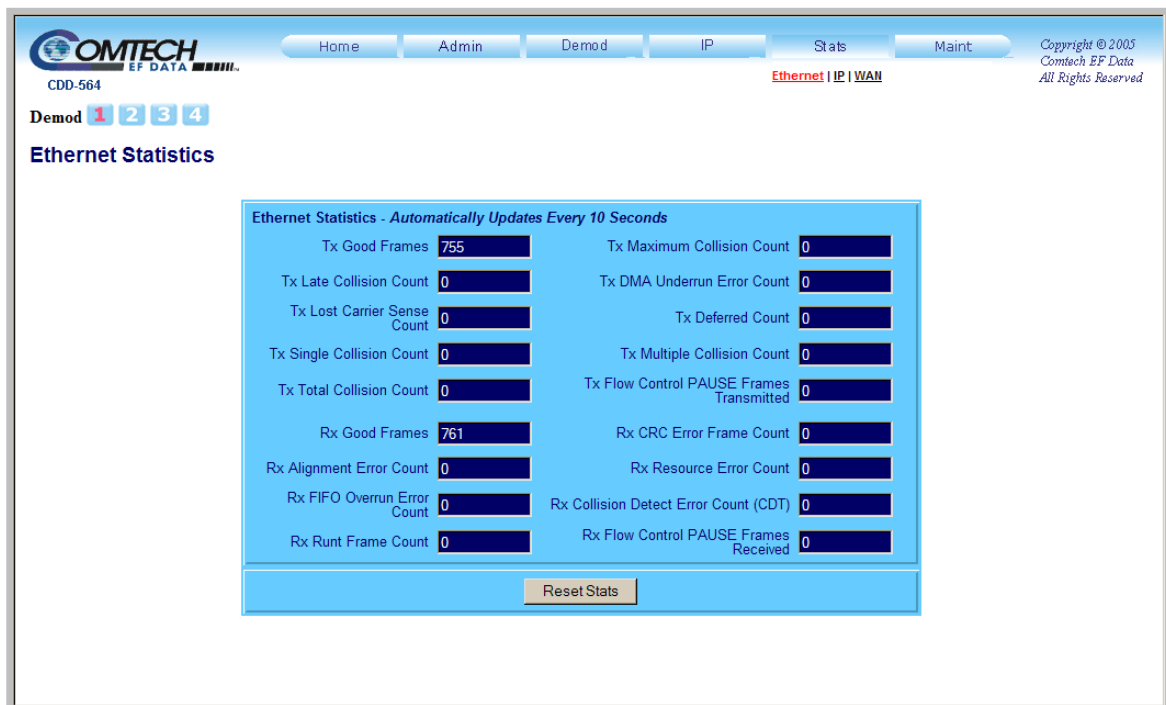 COMTECH
EF DATA
CDD-564
Home Admin Demod IP Stats Maint
Ethernet | IP | WAN
Copyright © 2005
Comtech EF Data
All Rights Reserved
Demod 1 2 3 4
Ethernet Statistics
Ethernet Statistics - Automatically Updates Every 10 Seconds
Tx Good Frames 755 Tx Maximum Collision Count 0
Tx Late Collision Count 0 Tx DMA Underrun Error Count 0
Tx Lost Carrier Sense
Count 0 Tx Deferred Count 0
Tx Single Collision Count 0 Tx Multiple Collision Count 0
Tx Total Collision Count 0 Tx Flow Control PAUSE Frames
Transmitted 0
Rx Good Frames 761 Rx CRC Error Frame Count 0
Rx Alignment Error Count 0 Rx Resource Error Count 0
Rx FIFO Overrun Error
Count 0 Rx Collision Detect Error Count (CDT) 0
Rx Runt Frame Count 0 Rx Flow Control PAUSE Frames
Received 0
Reset Stats